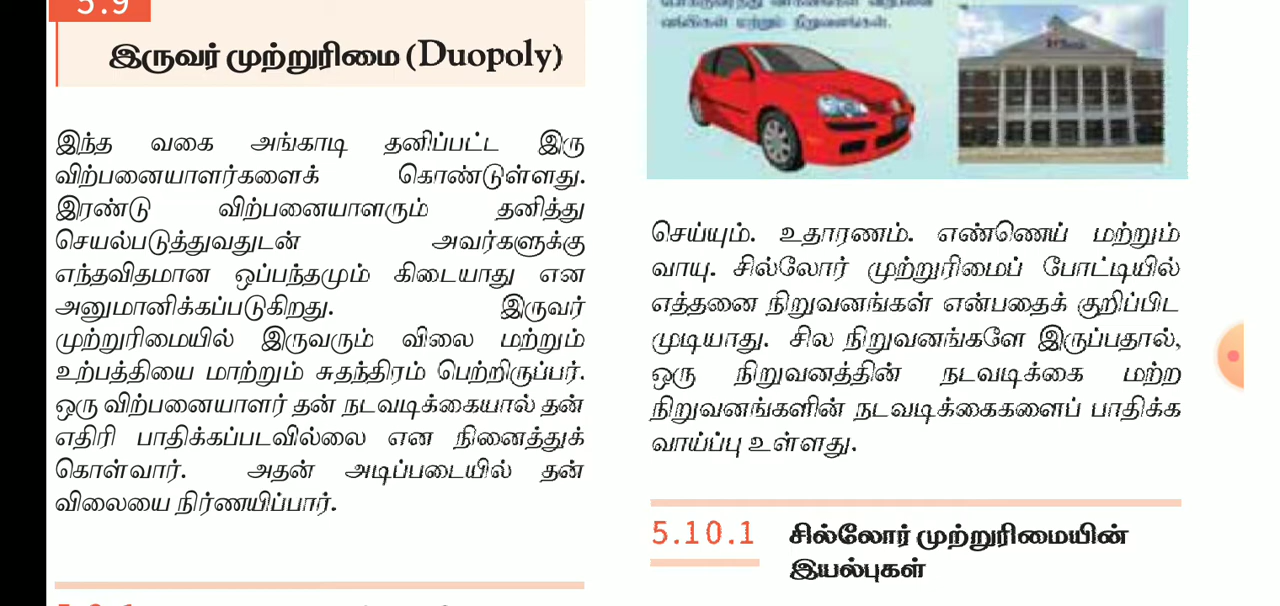 5.9
இருவர் முற்றுரிமை (Duopoly)
இந்த வகை அங்காடி தனிப்பட்ட இரு
விற்பனையாளர்களைக் கொண்டுள்ளது.
இரண்டு விற்பனையாளரும் தனித்து
செயல்படுத்துவதுடன் அவர்களுக்கு
எந்தவிதமான ஒப்பந்தமும் கிடையாது என
அனுமானிக்கப்படுகிறது. இருவர்
முற்றுரிமையில் இருவரும் விலை மற்றும்
உற்பத்தியை மாற்றும் சுதந்திரம் பெற்றிருப்பர்.
ஒரு விற்பனையாளர் தன் நடவடிக்கையால் தன்
எதிரி பாதிக்கப்படவில்லை என நினைத்துக்
கொள்வார். அதன் அடிப்படையில் தன்
விலையை நிர்ணயிப்பார்.
மற்றும் நிறுவனங்கள்.
செய்யும். உதாரணம். எண்ணெய் மற்றும்
வாயு. சில்லோர் முற்றுரிமைப் போட்டியில்
எத்தனை நிறுவனங்கள் என்பதைக் குறிப்பிட
முடியாது. சில நிறுவனங்களே இருப்பதால்,
ஒரு நிறுவனத்தின் நடவடிக்கை மற்ற
நிறுவனங்களின் நடவடிக்கைகளைப் பாதிக்க
வாய்ப்பு உள்ளது.
5.10.1 சில்லோர் முற்றுரிமையின்
இயல்புகள்